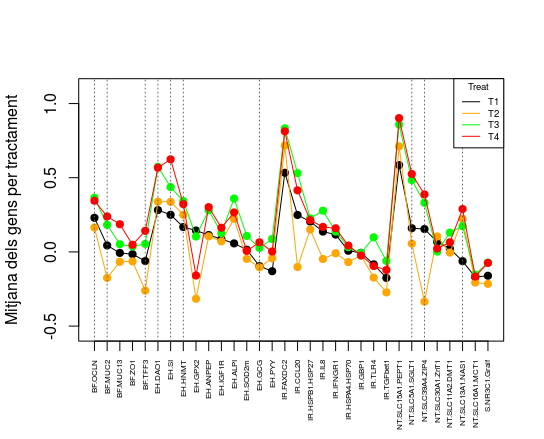 Mitjana dels gens per tractament
1.0
0.5
0.0
-0.5
Treat
T1
T2
T3
T4
BF.OCLN
BF.MUC2
BF.MUC13
BF.ZO1
BF.TFF3
EH.DAO1
EH.SI
EH.HNMT
EH.GPX2
EH.ANPEP
EH.IGF1R
EH.ALPI
EH.SOD2m
EH.GCG
EH.PYY
IR.FAXDC2
IR.CCL20
IR.HSPB1.HSP27
IR.IL8
IR.IFNGR1
IR.HSPA4.HSP70
IR.GBP1
IR.TLR4
IR.TGFbet1
NT.SLC15A1.PEPT1
NT.SLC5A1.SGLT1
NT.SLC39A4.ZIP4
NT.SLC30A1.ZnT1
NT.SLC11A2.DMT1
NT.SLC13A1.NAS1
NT.SLC16A1.MCT1
S.NR3C1.Gralf